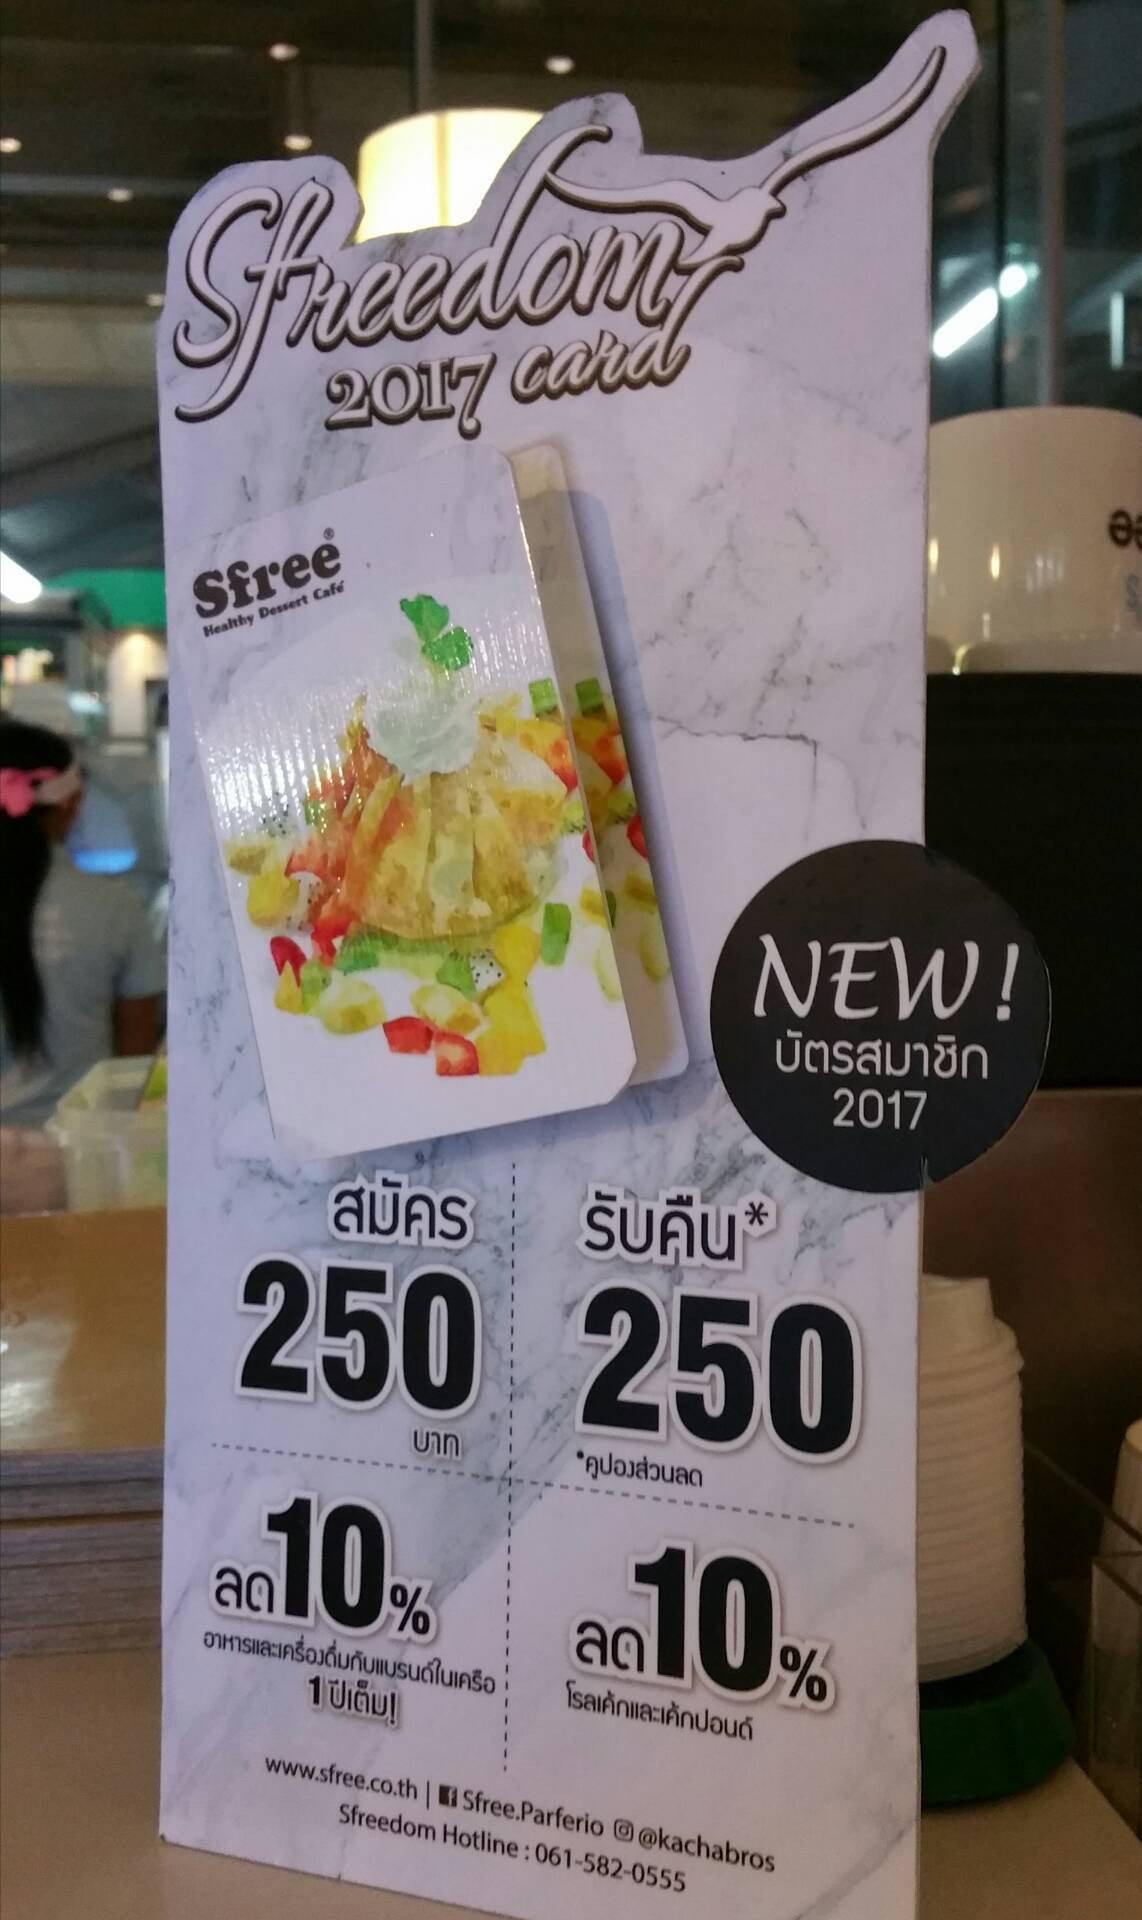 Sfreedom
2017 card
Sfree®
Healthy Dessert Café
NEW!
บัตรสมาชิก
2017
สมัคร
250
บาท
รับคืน*
250
*คูปองส่วนลด
ลด 10%
อาหารและเครื่องดื่มกับแบรนด์ในเครือ
1 ปีเต็ม!
ลด 10%
โรลเค้กและเค้กปอนด์
www.sfree.co.th | Sfree.Parferio @kachabros
Sfreedom Hotline : 061-582-0555